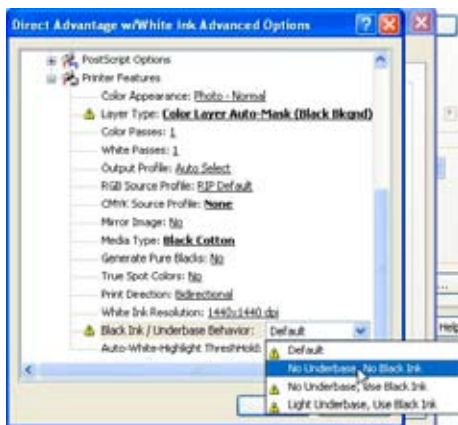 Direct Advantage w/White Ink Advanced Options
PostScript Options
Printer Features
Color Appearance: Photo - Normal
Layer Type: Color Layer Auto-Mask (Black Bkgnd)
Color Passes: 1
White Passes: 1
Output Profile: Auto Select
RGB Source Profile: RIP Default
CMYK Source Profile: None
Mirror Image: No
Media Type: Black Cotton
Generate Pure Blacks: No
True Spot Colors: No
Print Direction: Bidirectional
White Ink Resolution: 1440x1440 dpi
Black Ink / Underbase Behavior: Default
Auto-White-Highlight ThreshHold:
Default
No Underbase, No Black Ink
No Underbase, Use Black Ink
Light Underbase, Use Black Ink
Help